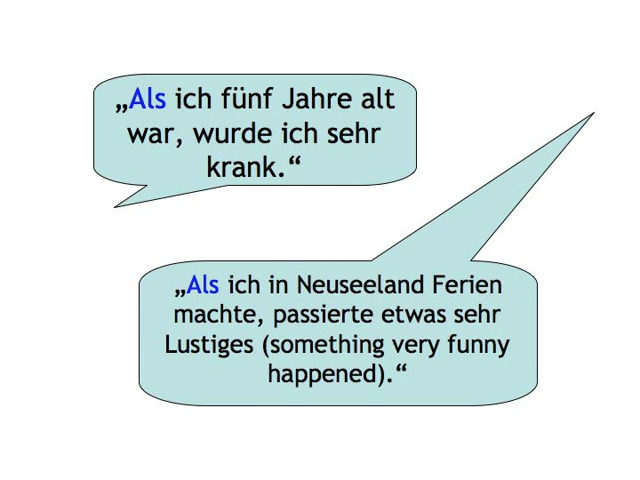 „Als ich fünf Jahre alt
war, wurde ich sehr
krank.“
„Als ich in Neuseeland Ferien
machte, passierte etwas sehr
Lustiges (something very funny
happened).“